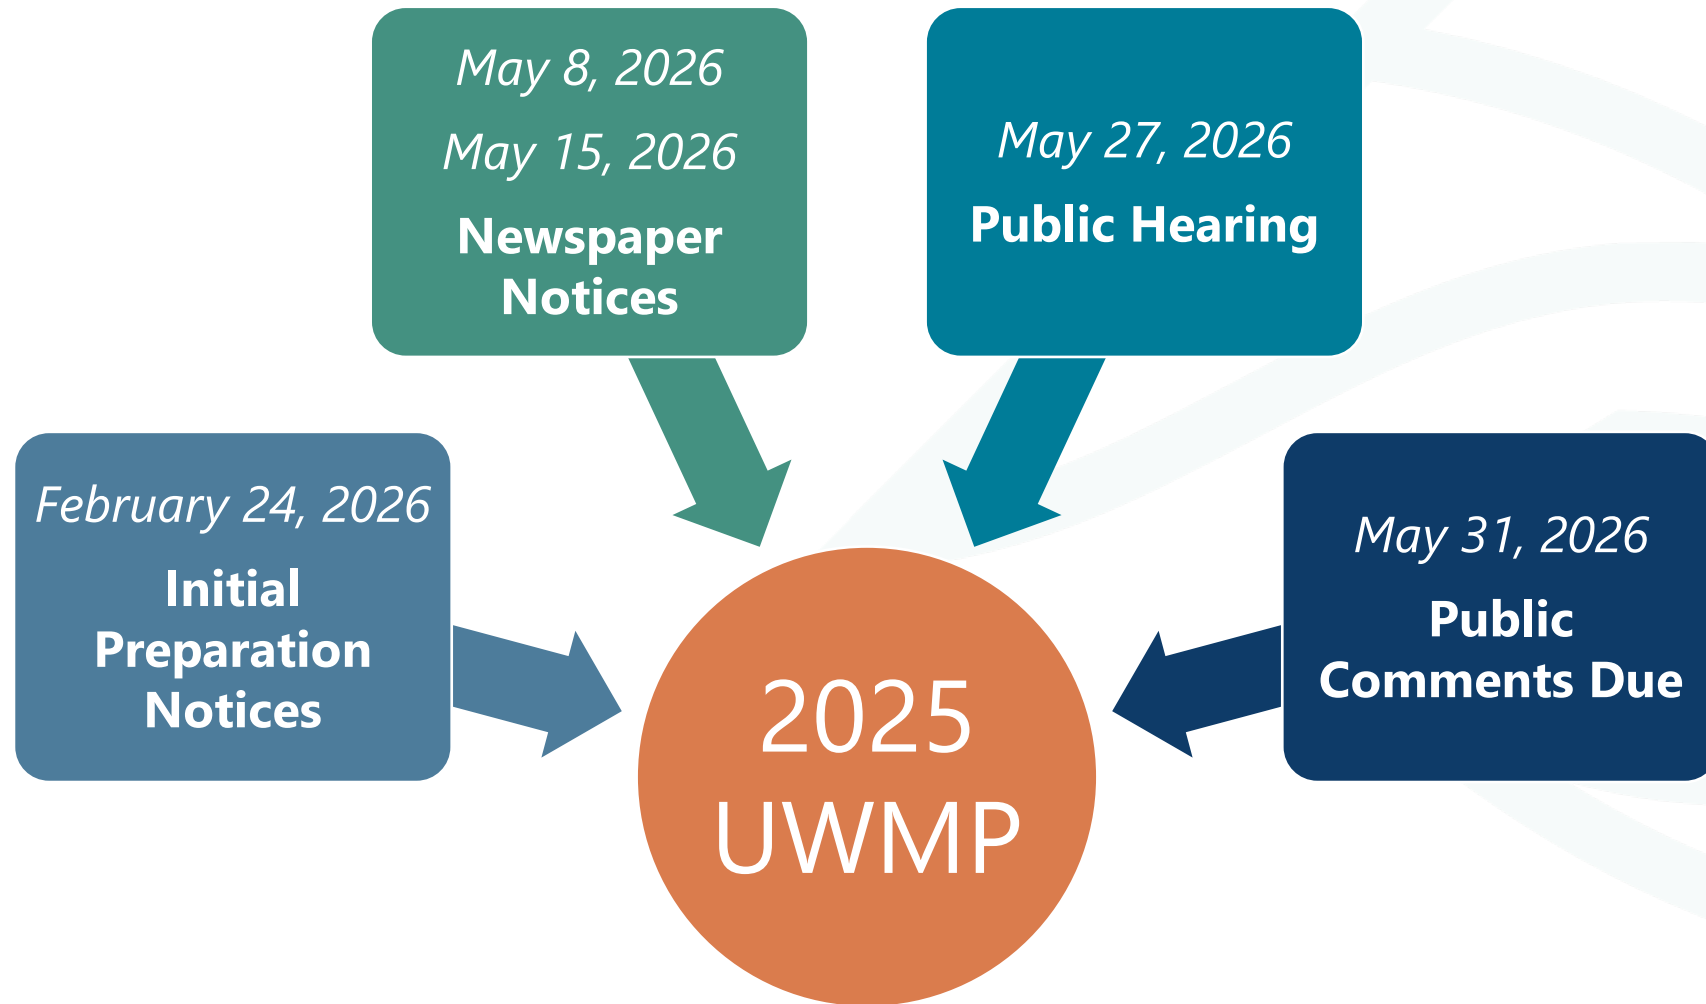 May 8, 2026
May 15, 2026
Newspaper
Notices
May 27, 2026
Public Hearing
February 24, 2026
Initial
Preparation
Notices
May 31, 2026
Public
Comments Due
2025
UWMP